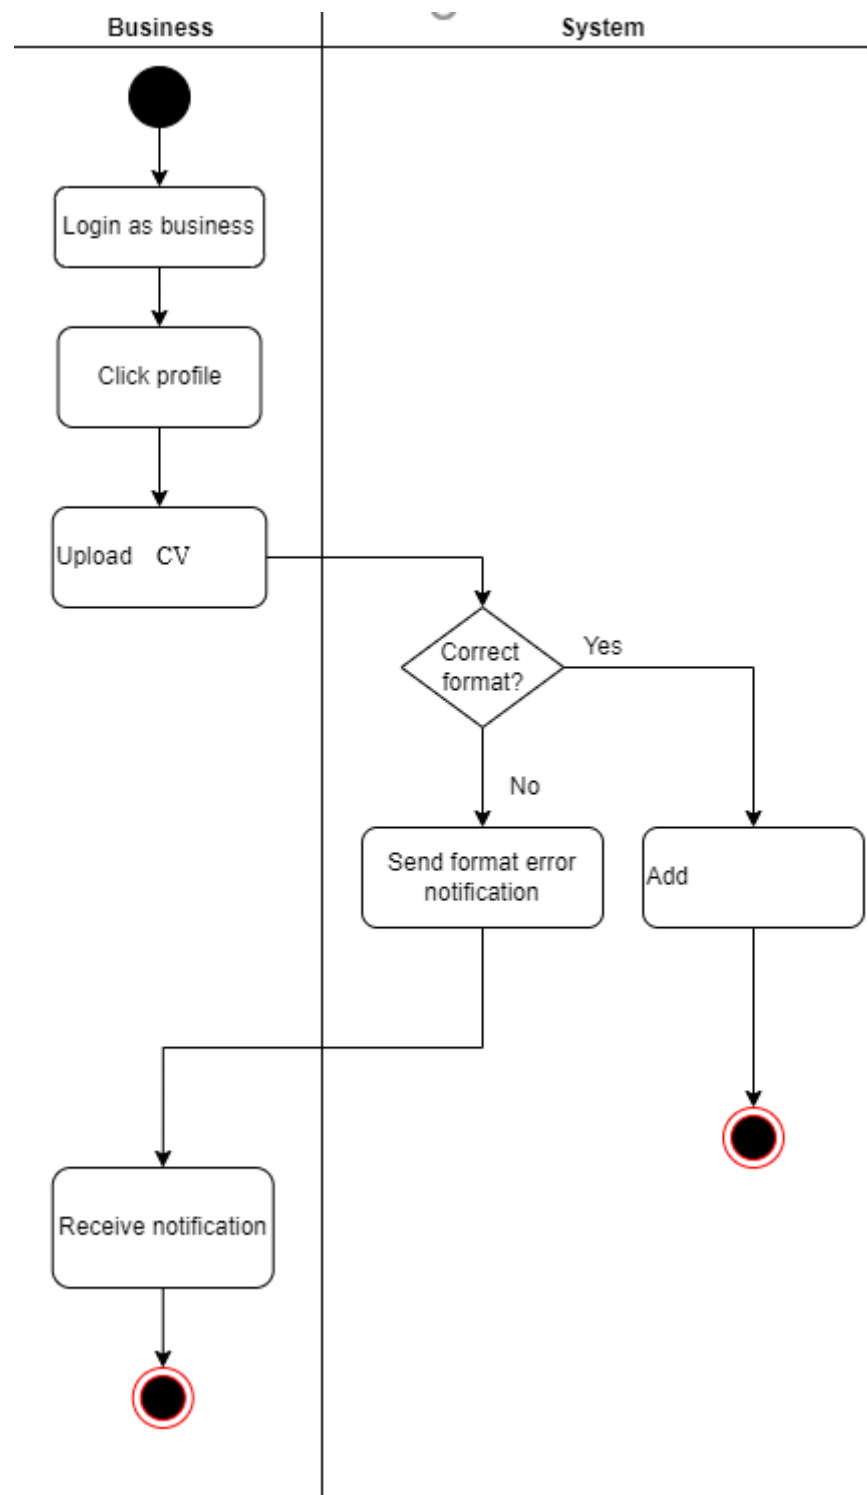 Business
System
Login as business
Click profile
Upload CV
Correct
format?
Yes
No
Send format error
notification
Add
Receive notification